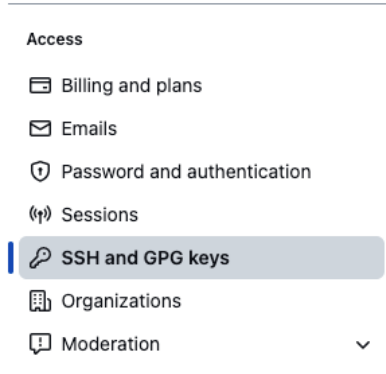 Access
Billing and plans
Emails
Password and authentication
Sessions
SSH and GPG keys
Organizations
Moderation